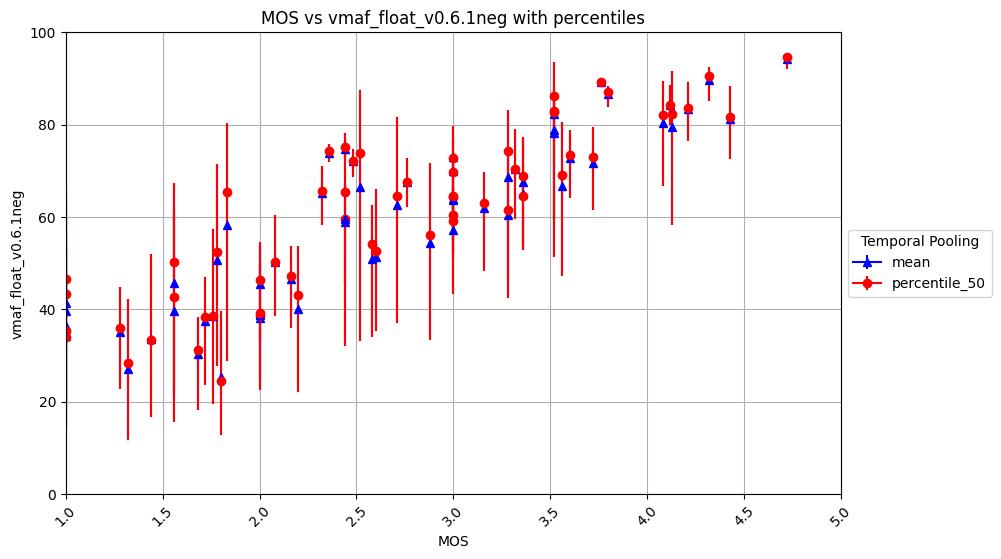 MOS vs vmaf_float_v0.6.1neg with percentiles
100
80
60
40
20
0
vmaf_float_v0.6.1neg
1.0
1.5
2.0
2.5
3.0
3.5
4.0
4.5
5.0
MOS
Temporal Pooling
mean
percentile_50